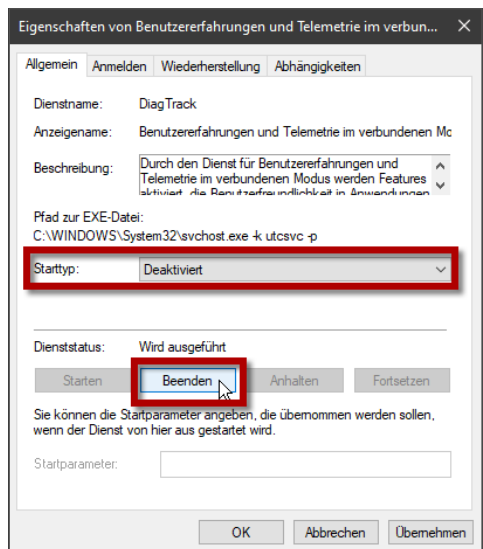 Eigenschaften von Benutzererfahrungen und Telemetrie im verbun...
Allgemein Anmelden Wiederherstellung Abhängigkeiten
Dienstname: DiagTrack
Anzeigename: Benutzererfahrungen und Telemetrie im verbundenen Mo
Beschreibung: Durch den Dienst für Benutzererfahrungen und
Telemetrie im verbundenen Modus werden Features
aktiviert, die Benutzerfreundlichkeit in Anwendungen
Pfad zur EXE-Datei:
C:\WINDOWS\System32\svchost.exe -k utcsvc -p
Starttyp: Deaktiviert
Dienststatus: Wird ausgeführt
Starten Beenden Anhalten Fortsetzen
Sie können die Startparameter angeben, die übernommen werden sollen,
wenn der Dienst von hier aus gestartet wird.
Startparameter:
OK Abbrechen Übernehmen